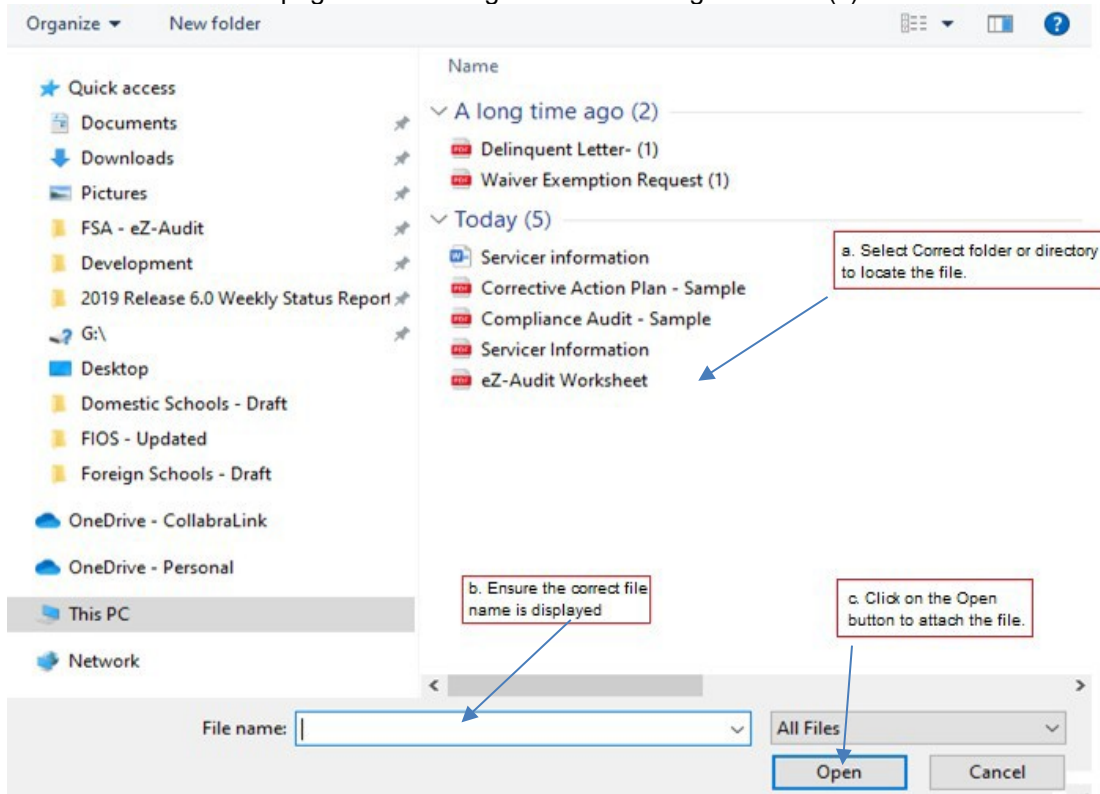 Organize New folder
Name
Quick access
Documents
Downloads
Pictures
FSA - eZ-Audit
Development
2019 Release 6.0 Weekly Status Report
G:\
Desktop
Domestic Schools - Draft
FIOS - Updated
Foreign Schools - Draft
OneDrive - CollabraLink
OneDrive - Personal
This PC
Network
A long time ago (2)
Delinquent Letter- (1)
Waiver Exemption Request (1)
Today (5)
Servicer information
Corrective Action Plan - Sample
Compliance Audit - Sample
Servicer Information
eZ-Audit Worksheet
a. Select Correct folder or directory
to locate the file.
b. Ensure the correct file
name is displayed
c. Click on the Open
button to attach the file.
File name:
All Files
Open Cancel